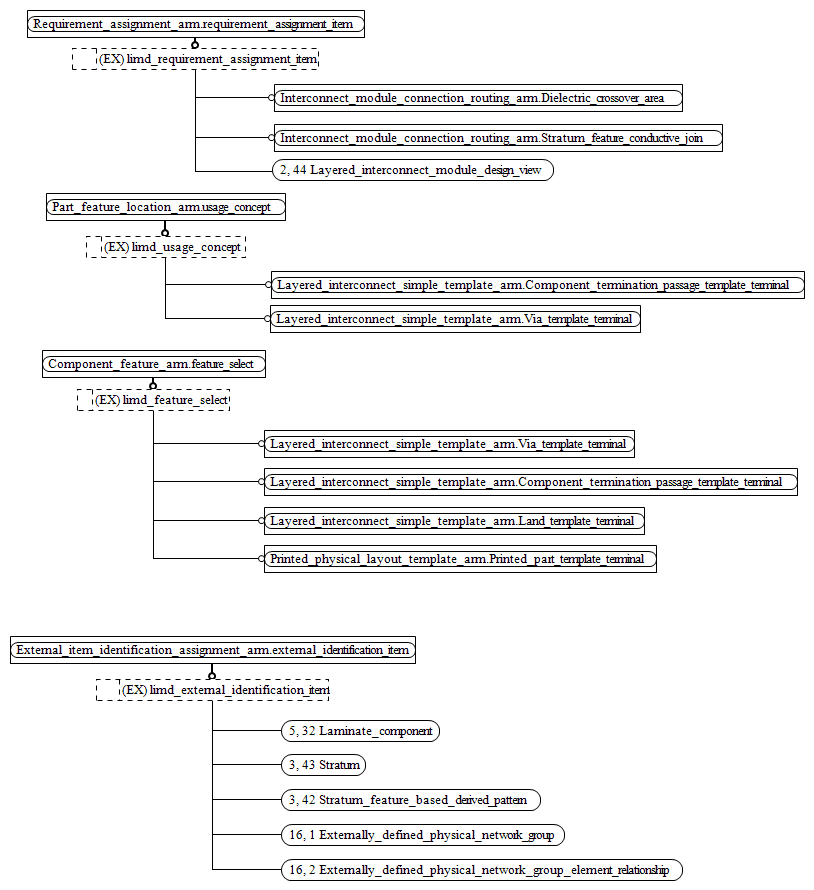 Requirement_assignment_arm.requirement_assignment_item
(EX) limd_requirement_assignment_item
Interconnect_module_connection_routing_arm.Dielectric_crossover_area
Interconnect_module_connection_routing_arm.Stratum_feature_conductive_join
2, 44 Layered_interconnect_module_design_view
Part_feature_location_arm.usage_concept
(EX) limd_usage_concept
Layered_interconnect_simple_template_arm.Component_termination_passage_template_terminal
Layered_interconnect_simple_template_arm.Via_template_terminal
Component_feature_arm.feature_select
(EX) limd_feature_select
Layered_interconnect_simple_template_arm.Via_template_terminal
Layered_interconnect_simple_template_arm.Component_termination_passage_template_terminal
Layered_interconnect_simple_template_arm.Land_template_terminal
Printed_physical_layout_template_arm.Printed_part_template_terminal
External_item_identification_assignment_arm.external_identification_item
(EX) limd_external_identification_item
5, 32 Laminate_component
3, 43 Stratum
3, 42 Stratum_feature_based_derived_pattern
16, 1 Externally_defined_physical_network_group
16, 2 Externally_defined_physical_network_group_element_relationship